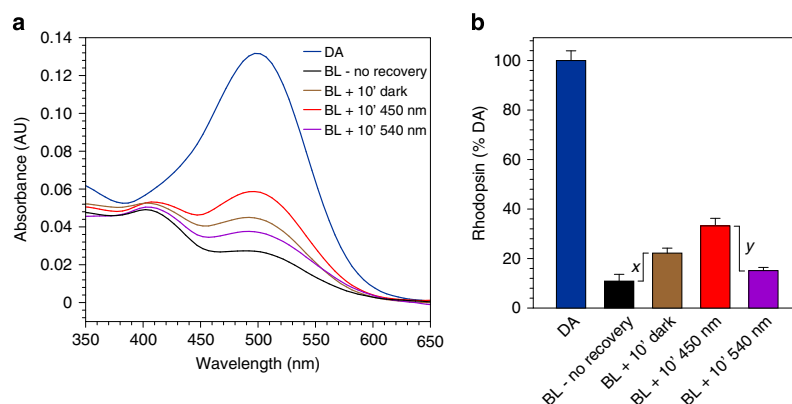 a
0.14
0.12
0.10
0.08
0.06
0.04
0.02
0
Absorbance (AU)
350 400 450 500 550 600 650
Wavelength (nm)
DA
BL - no recovery
BL + 10' dark
BL + 10' 450 nm
BL + 10' 540 nm
b
100
80
60
40
20
0
Rhodopsin (% DA)
x
y
DA
BL - no recovery
BL + 10' dark
BL + 10' 450 nm
BL + 10' 540 nm